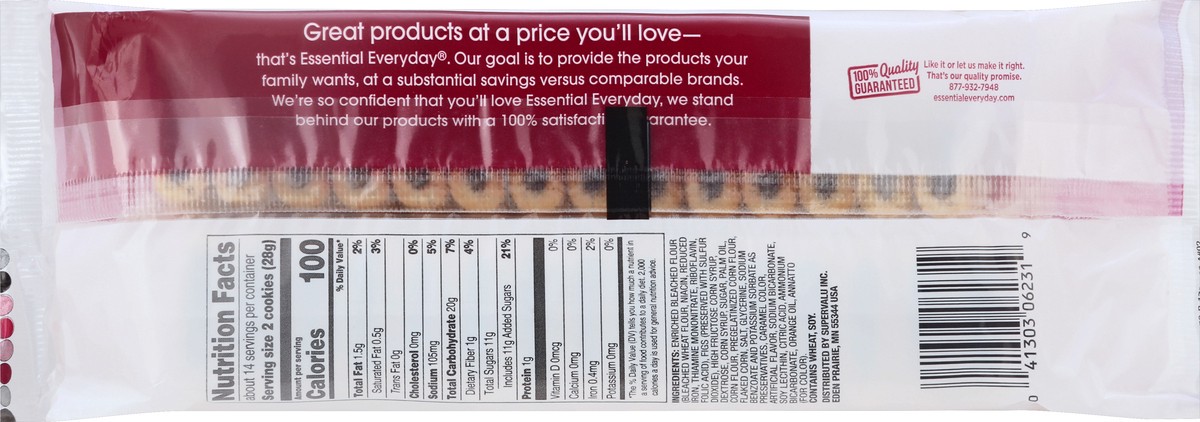 Great products at a price you'll love—
that's Essential Everyday®. Our goal is to provide the products your
family wants, at a substantial savings versus comparable brands.
We're so confident that you'll love Essential Everyday, we stand
behind our products with a 100% satisfacti arantee.
100% Quality
GUARANTEED
Like it or let us make it right.
That's our quality promise.
877-932-7948
essentialeveryday.com
Nutrition Facts
about 14 servings per container
Serving size 2 cookies (28g)
Amount per serving
Calories 100
% Daily Value*
Total Fat 1.5g 2%
Saturated Fat 0.5g 3%
Trans Fat 0g
Cholesterol 0mg 0%
Sodium 105mg 5%
Total Carbohydrate 20g 7%
Dietary Fiber 1g 4%
Total Sugars 11g
Includes 11g Added Sugars 21%
Protein 1g
Vitamin D 0mcg 0%
Calcium 0mg 0%
Iron 0.4mg 2%
Potassium 0mg 0%
*The % Daily Value (DV) tells you how much a nutrient in
a serving of food contributes to a daily diet. 2,000
calories a day is used for general nutrition advice.
INGREDIENTS: ENRICHED BLEACHED FLOUR
(BLEACHED WHEAT FLOUR, NIACIN, REDUCED
IRON, THIAMINE MONONITRATE, RIBOFLAVIN,
FOLIC ACID), FIGS (PRESERVED WITH SULFUR
DIOXIDE), HIGH FRUCTOSE CORN SYRUP,
DEXTROSE, CORN SYRUP, SUGAR, PALM OIL,
CORN FLOUR, PREGELATINIZED CORN FLOUR,
FLAKED CORN, SALT, GLYCERINE, SODIUM
BENZOATE AND POTASSIUM SORBATE AS
PRESERVATIVES, CARAMEL COLOR,
ARTIFICIAL FLAVOR, SODIUM BICARBONATE,
SOY LECITHIN, CITRIC ACID, AMMONIUM
BICARBONATE, ORANGE OIL, ANNATTO
(FOR COLOR).
CONTAINS WHEAT, SOY.
DISTRIBUTED BY SUPERVALU INC.
EDEN PRAIRIE, MN 55344 USA
0 41303 06231 9